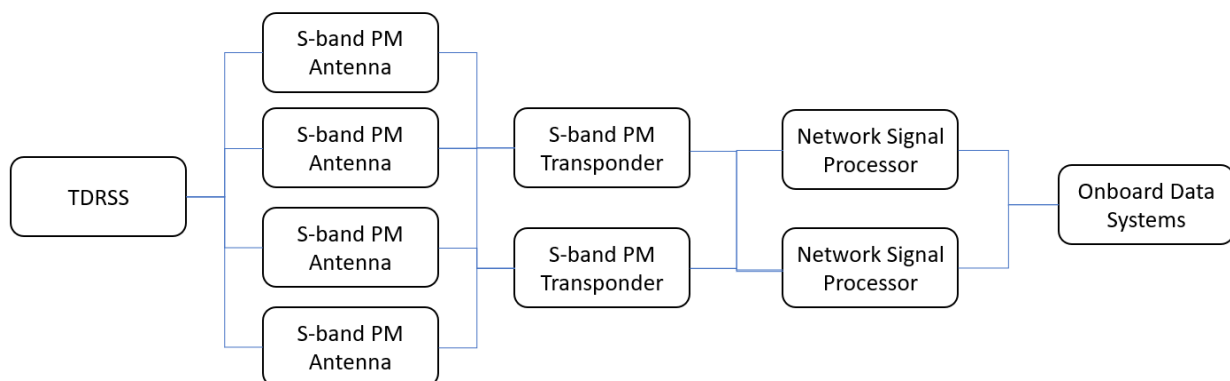 TDRSS
S-band PM
Antenna
S-band PM
Antenna
S-band PM
Antenna
S-band PM
Antenna
S-band PM
Transponder
S-band PM
Transponder
Network Signal
Processor
Network Signal
Processor
Onboard Data
Systems